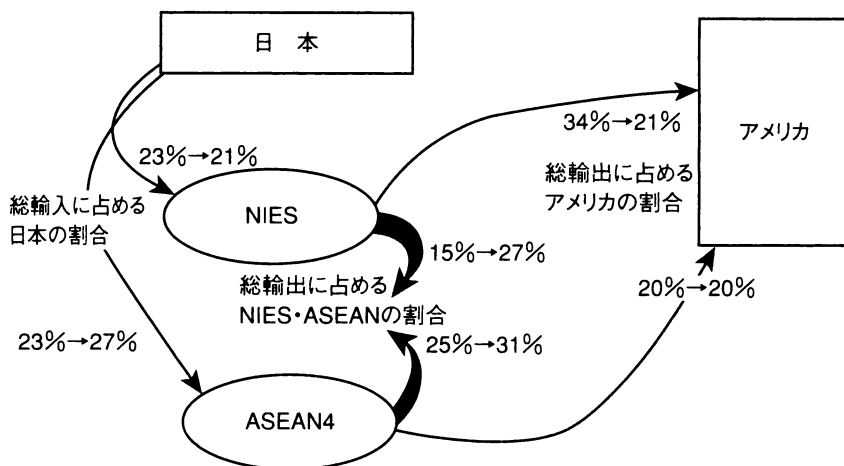 日 本
34％→21％
アメリカ
23％→21％
総輸出に占める
アメリカの割合
総輸入に占める
日本の割合
NIES
15％→27％
総輸出に占める
NIES・ASEANの割合
20％→20％
23％→27％
25％→31％
ASEAN4